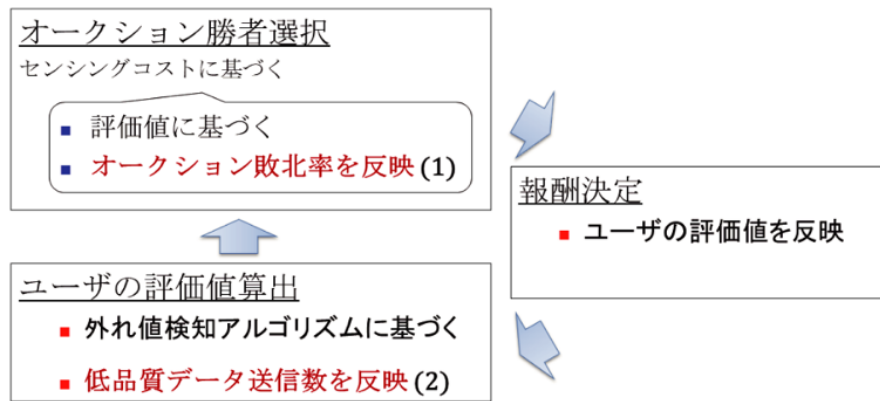 オークション勝者選択
センシングコストに基づく
■ 評価値に基づく
■ オークション敗北率を反映(1)
報酬決定
■ ユーザの評価値を反映
ユーザの評価値算出
■ 外れ値検知アルゴリズムに基づく
■ 低品質データ送信数を反映(2)